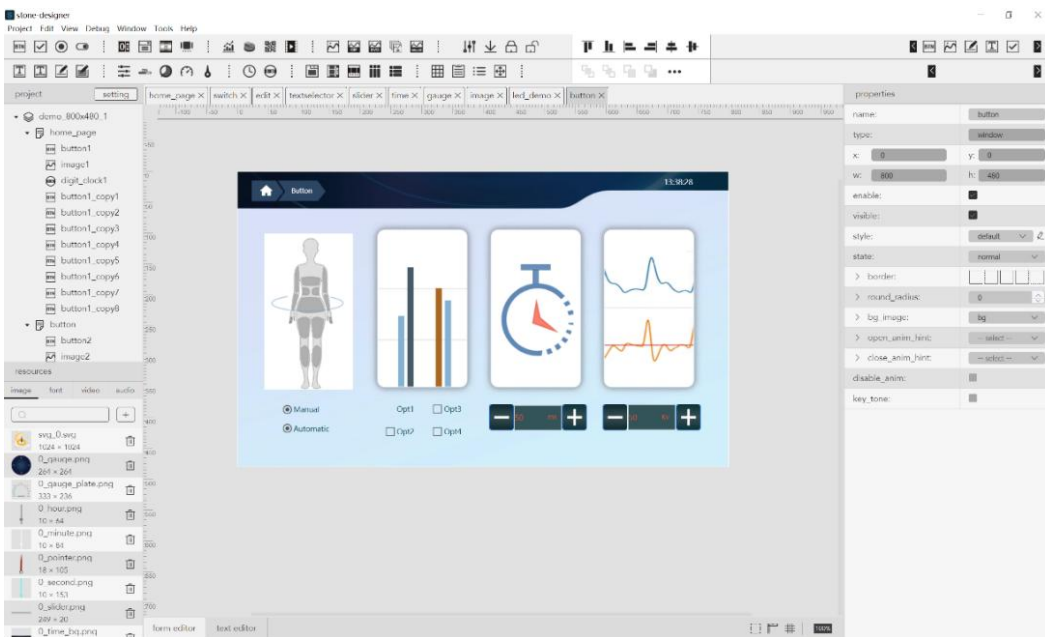 stone-designer
Project Edit View Debug Window Tools Help
project setting
home_page × switch × edit × textselector × slider × time × gauge × image × led_demo × button ×
properties
demo_800x480_1
home_page
button1
image1
digit_clock1
button1_copy1
button1_copy2
button1_copy3
button1_copy4
button1_copy5
button1_copy6
button1_copy7
button1_copy8
button
button2
image2
resources
image font video audio
svg_0.svg
1024 × 1024
0_gauge.png
264 × 264
0_gauge_plate.png
333 × 236
0_hour.png
10 × 64
0_minute.png
10 × 84
0_pointer.png
18 × 105
0_second.png
10 × 153
0_slider.png
249 × 20
0_time_bg.png
Button
13:38:28
Manual
Automatic
Opt1 Opt3
Opt2 Opt4
form editor text editor
100%
name: button
type: window
x: 0 y: 0
w: 800 h: 480
enable:
visible:
style: default
state: normal
border:
round_radius: 0
bg_image: bg
open_anim_hint: -- select --
close_anim_hint: -- select --
disable_anim:
key_tone: